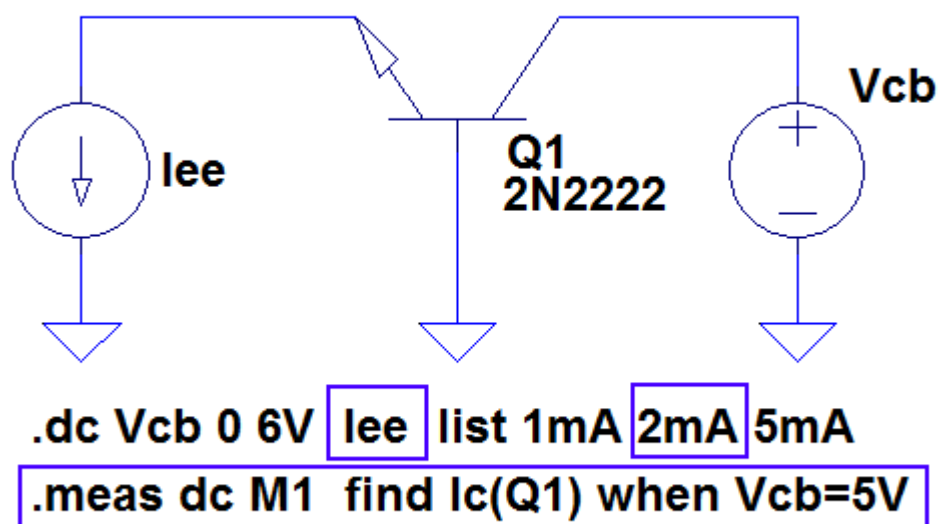 Vcb
Iee
Q1
2N2222
.dc Vcb 0 6V Iee list 1mA 2mA 5mA
.meas dc M1 find Ic(Q1) when Vcb=5V